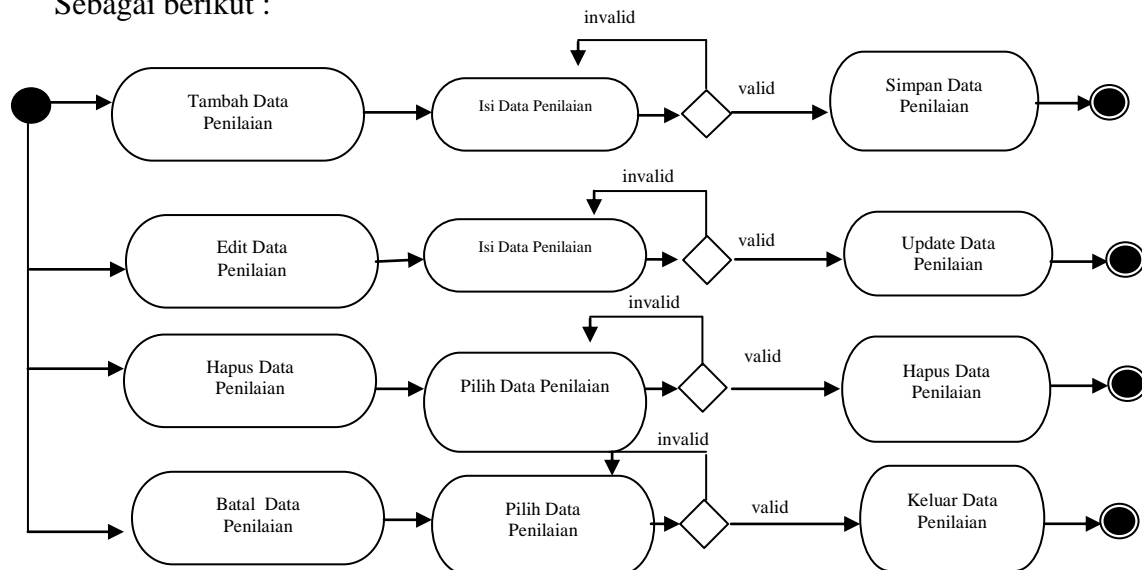 Sebagai berikut :
invalid
Tambah Data
Penilaian
Isi Data Penilaian
valid
Simpan Data
Penilaian
invalid
Edit Data
Penilaian
Isi Data Penilaian
valid
Update Data
Penilaian
invalid
Hapus Data
Penilaian
Pilih Data Penilaian
valid
Hapus Data
Penilaian
invalid
Batal Data
Penilaian
Pilih Data
Penilaian
valid
Keluar Data
Penilaian